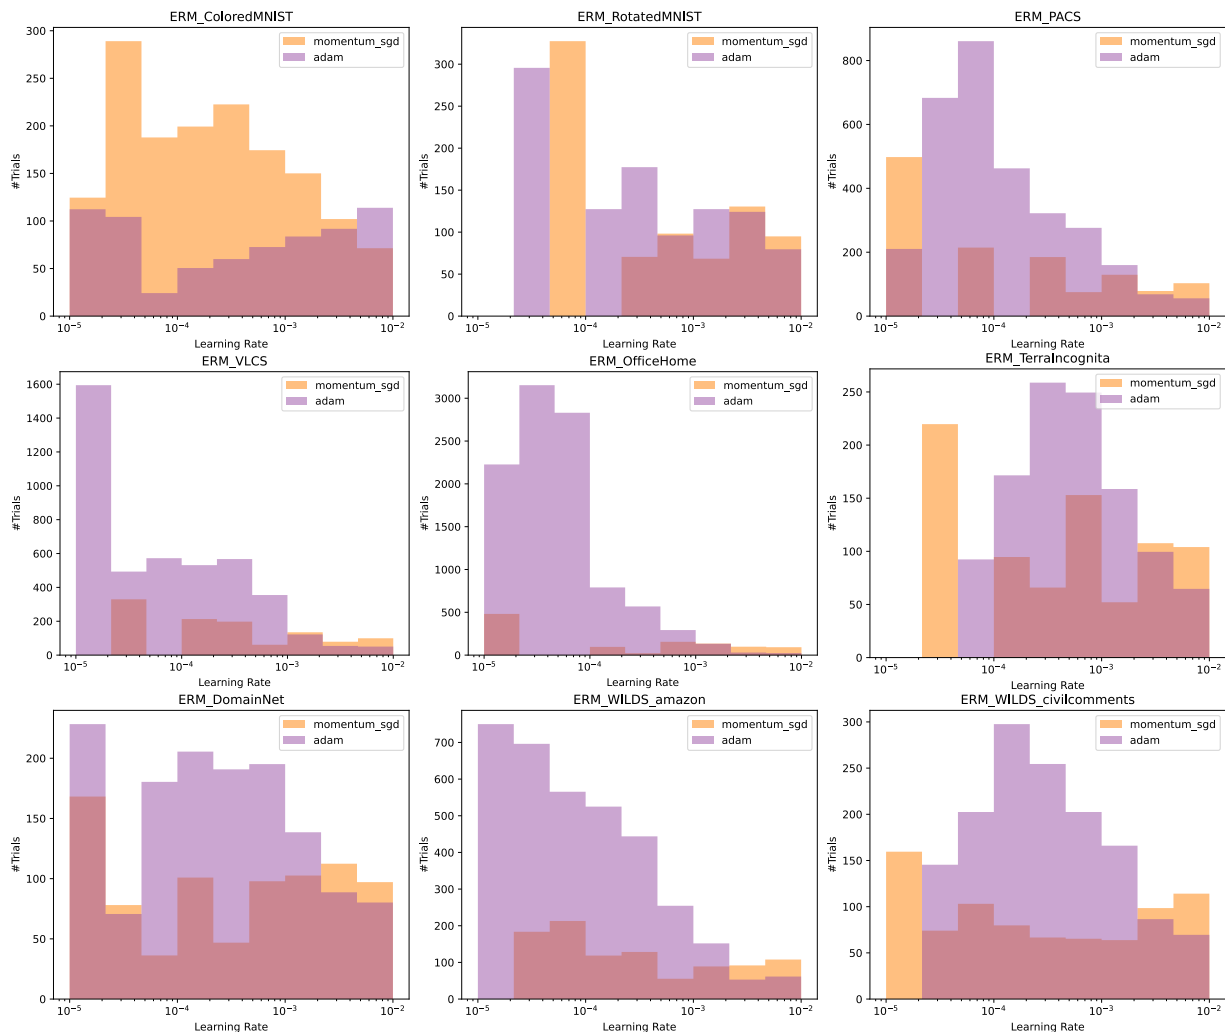 ERM_ColoredMNIST
300
250
200
150
100
50
0
#Trials
momentum_sgd
adam
10⁻⁵ 10⁻⁴ 10⁻³ 10⁻²
Learning Rate
ERM_RotatedMNIST
300
250
200
150
100
50
0
#Trials
momentum_sgd
adam
10⁻⁵ 10⁻⁴ 10⁻³ 10⁻²
Learning Rate
ERM_PACS
800
600
400
200
0
#Trials
momentum_sgd
adam
10⁻⁵ 10⁻⁴ 10⁻³ 10⁻²
Learning Rate
ERM_VLCS
1600
1400
1200
1000
800
600
400
200
0
#Trials
momentum_sgd
adam
10⁻⁵ 10⁻⁴ 10⁻³ 10⁻²
Learning Rate
ERM_OfficeHome
3000
2500
2000
1500
1000
500
0
#Trials
momentum_sgd
adam
10⁻⁵ 10⁻⁴ 10⁻³ 10⁻²
Learning Rate
ERM_TerraIncognita
250
200
150
100
50
0
#Trials
momentum_sgd
adam
10⁻⁵ 10⁻⁴ 10⁻³ 10⁻²
Learning Rate
ERM_DomainNet
200
150
100
50
0
#Trials
momentum_sgd
adam
10⁻⁵ 10⁻⁴ 10⁻³ 10⁻²
Learning Rate
ERM_WILDS_amazon
700
600
500
400
300
200
100
0
#Trials
momentum_sgd
adam
10⁻⁵ 10⁻⁴ 10⁻³ 10⁻²
Learning Rate
ERM_WILDS_civilcomments
300
250
200
150
100
50
0
#Trials
momentum_sgd
adam
10⁻⁵ 10⁻⁴ 10⁻³ 10⁻²
Learning Rate